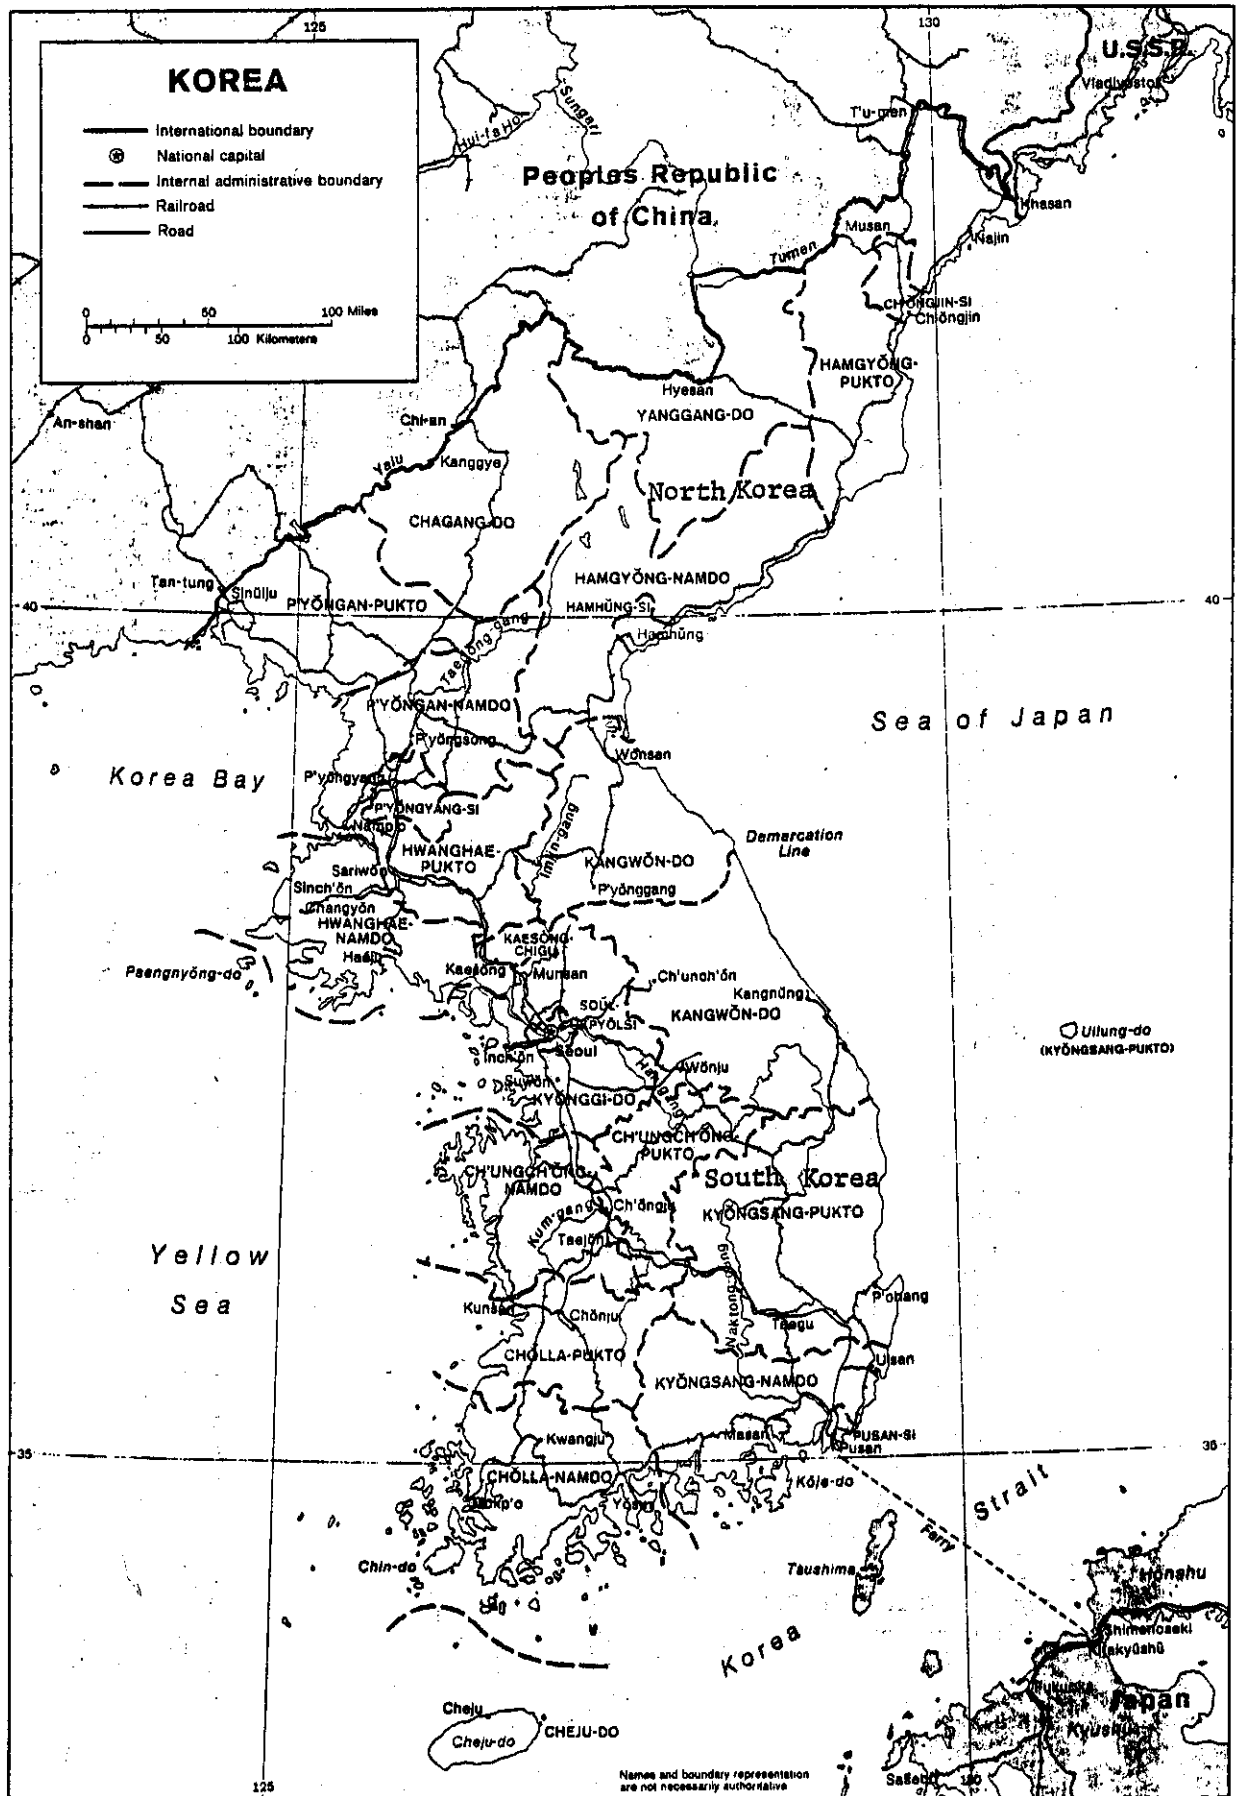 125
130
KOREA
International boundary
National capital
Internal administrative boundary
Railroad
Road
0 50 100 Miles
0 50 100 Kilometers
U.S.S.R.
Vladivostok
T'u-men
Hui-fa Ho
Sungari
Peoples Republic
of China
Khasan
Musan
Najin
Tumen
CH'ŎNGJIN-SI
Ch'ŏngjin
HAMGYŎNG-
PUKTO
Hyesan
YANGGANG-DO
An-shan
Chi-an
Yalu
Kanggye
North Korea
CHAGANG-DO
HAMGYŎNG-NAMDO
Tan-tung
Sinŭiju
P'YŎNGAN-PUKTO
HAMHŬNG-SI
40
40
Hamhŭng
Taedong-gang
P'YŎNGAN-NAMDO
Sea of Japan
P'yŏngsong
Wŏnsan
Korea Bay
P'yŏngyang
P'YŎNGYANG-SI
Namp'o
Imjin-gang
Demarcation
Line
HWANGHAE-
PUKTO
KANGWŎN-DO
Sariwŏn
P'yŏnggang
Sinch'ŏn
Changyŏn
HWANGHAE-
NAMDO
KAESŎNG-
CHIGU
Haeju
Paengnyŏng-do
Kaesŏng
Munsan
Ch'unch'ŏn
Kangnŭng
SOUL-
T'ŬKPYŎLSI
KANGWŎN-DO
Ullung-do
(KYŎNGSANG-PUKTO)
Inch'ŏn
Seoul
Suwŏn
Han-gang
Wŏnju
KYŎNGGI-DO
CH'UNGCH'ŎNG-
PUKTO
CH'UNGCH'ŎNG-
NAMDO
South Korea
Ch'ŏngju
KYŎNGSANG-PUKTO
Kum-gang
Taejŏn
Yellow
Sea
Naktong-gang
P'ohang
Kunsan
Chŏnju
Taegu
CHŎLLA-PUKTO
Ulsan
KYŎNGSANG-NAMDO
Kwangju
Masan
PUSAN-SI
Pusan
35
35
CHŎLLA-NAMDO
Kŏje-do
Mokp'o
Yŏsu
Strait
Ferry
Chin-do
Tsushima
Honshu
Korea
Shimonoseki
Kitakyūshū
Fukuoka
Japan
Kyushu
Cheju
CHEJU-DO
Cheju-do
Names and boundary representation
are not necessarily authoritative
Sasebo
125
130